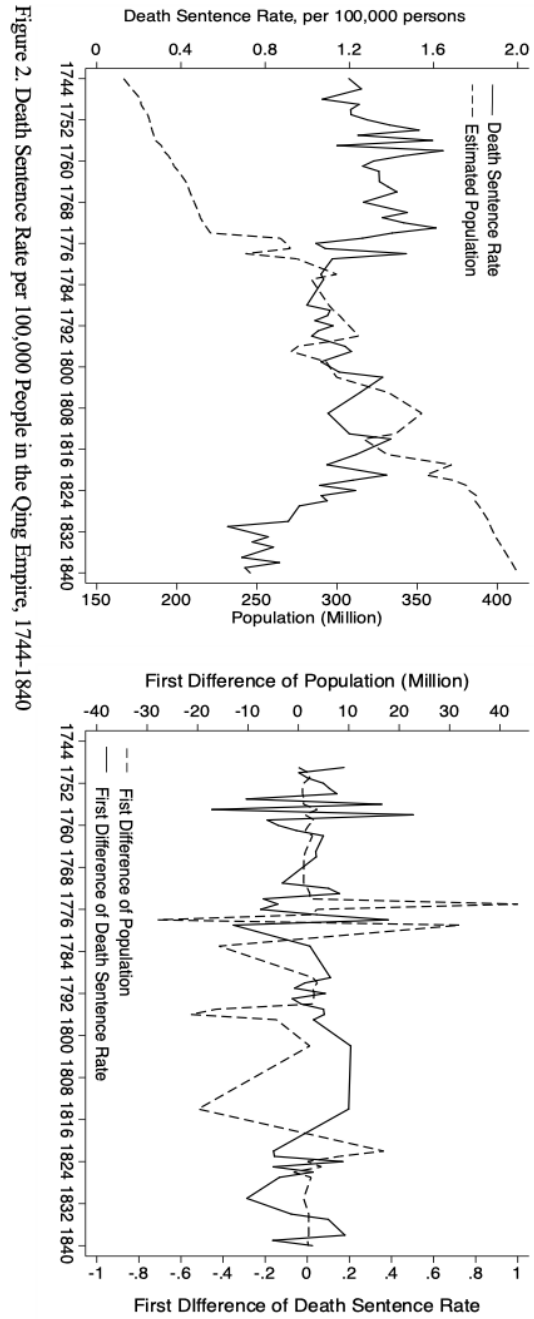 Death Sentence Rate, per 100,000 persons
0 0.4 0.8 1.2 1.6 2.0
Death Sentence Rate
Estimated Population
1744 1752 1760 1768 1776 1784 1792 1800 1808 1816 1824 1832 1840
150 200 250 300 350 400
Population (Million)
First Difference of Population (Million)
-40 -30 -20 -10 0 10 20 30 40
1744 1752 1760 1768 1776 1784 1792 1800 1808 1816 1824 1832 1840
Fist Difference of Population
First Difference of Death Sentence Rate
-1 -.8 -.6 -.4 -.2 0 .2 .4 .6 .8 1
First DIfference of Death Sentence Rate
Figure 2. Death Sentence Rate per 100,000 People in the Qing Empire, 1744-1840